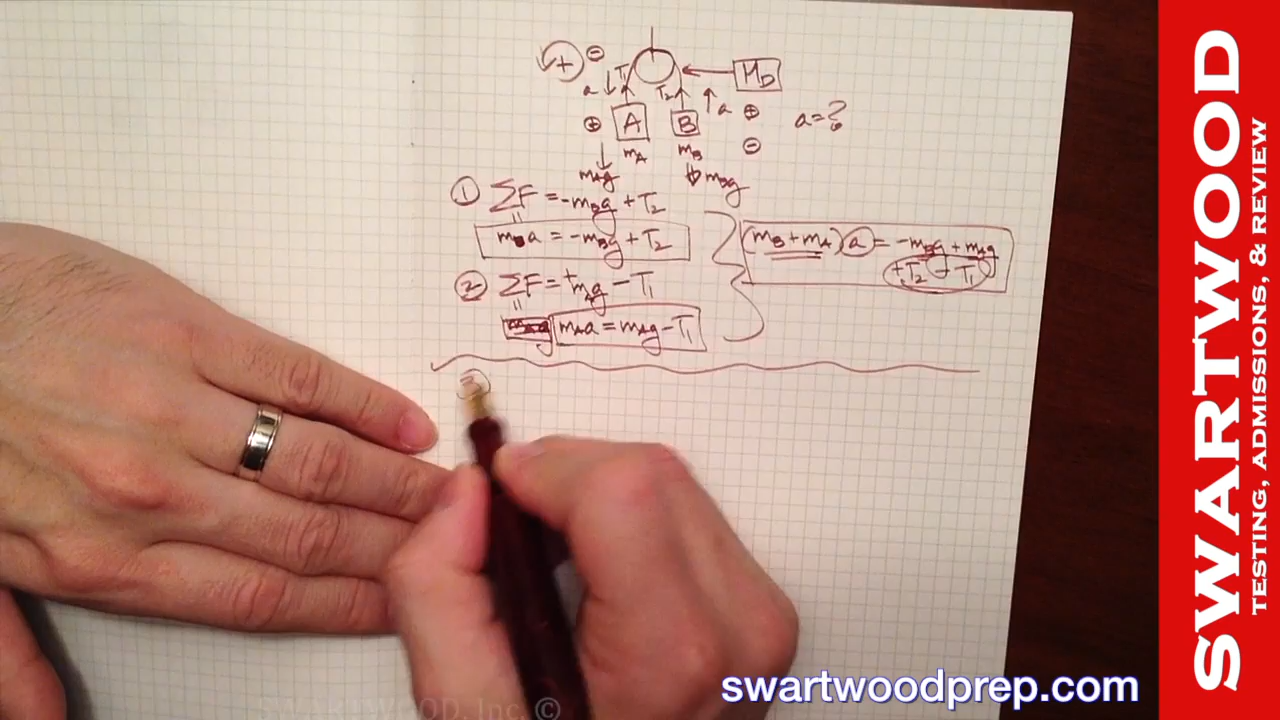 + ⊖
T₁ T₂ M_D
a a
⊕ A B ⊕ a=?
m_A m_B ⊖
m_Ag m_Bg
① ΣF = -m_Bg + T₂
m_Ba = -m_Bg + T₂
(m_B + m_A) a = -m_Bg + m_Ag
+T₂ - T₁
② ΣF = +m_Ag - T₁
m_Aa = m_Ag - T₁
③
SWARTWOOD
TESTING, ADMISSIONS, & REVIEW
swartwoodprep.com